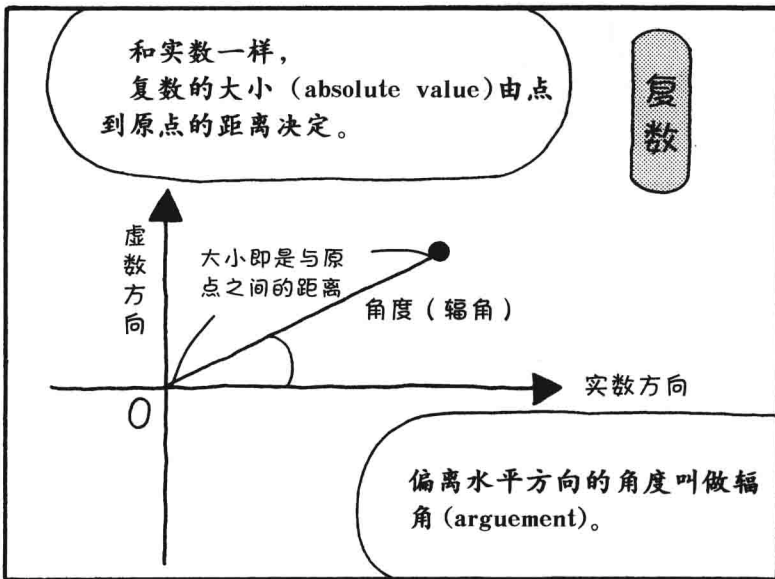 和实数一样，
复数的大小（absolute value）由点
到原点的距离决定。
复数
虚数方向
大小即是与原
点之间的距离
角度（辐角）
实数方向
O
偏离水平方向的角度叫做辐
角(arguement)。